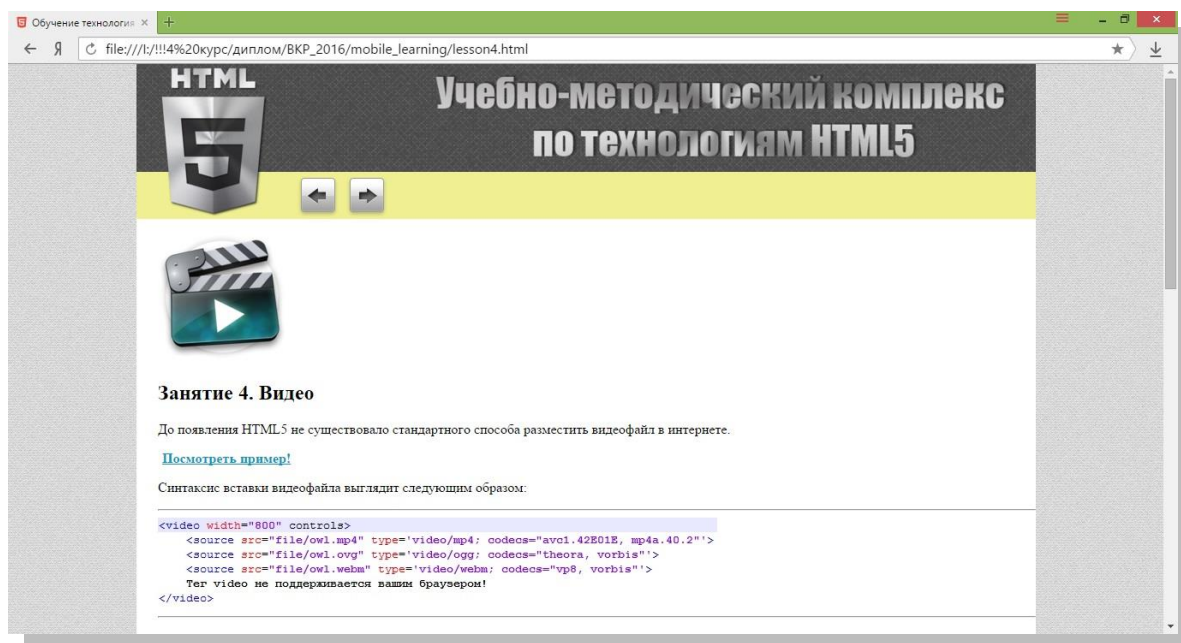 Обучение технология
file:///I:/!!!4%20курс/диплом/ВКР_2016/mobile_learning/lesson4.html
HTML
5
Учебно-методический комплекс
по технологиям HTML5
Занятие 4. Видео
До появления HTML5 не существовало стандартного способа разместить видеофайл в интернете.
Посмотреть пример!
Синтаксис вставки видеофайла выглядит следующим образом:
<video width="800" controls>
<source src="file/owl.mp4" type='video/mp4; codecs="avc1.42E01E, mp4a.40.2"'>
<source src="file/owl.ovg" type='video/ogg; codecs="theora, vorbis"'>
<source src="file/owl.webm" type='video/webm; codecs="vp8, vorbis"'>
Тег video не поддерживается вашим браузером!
</video>